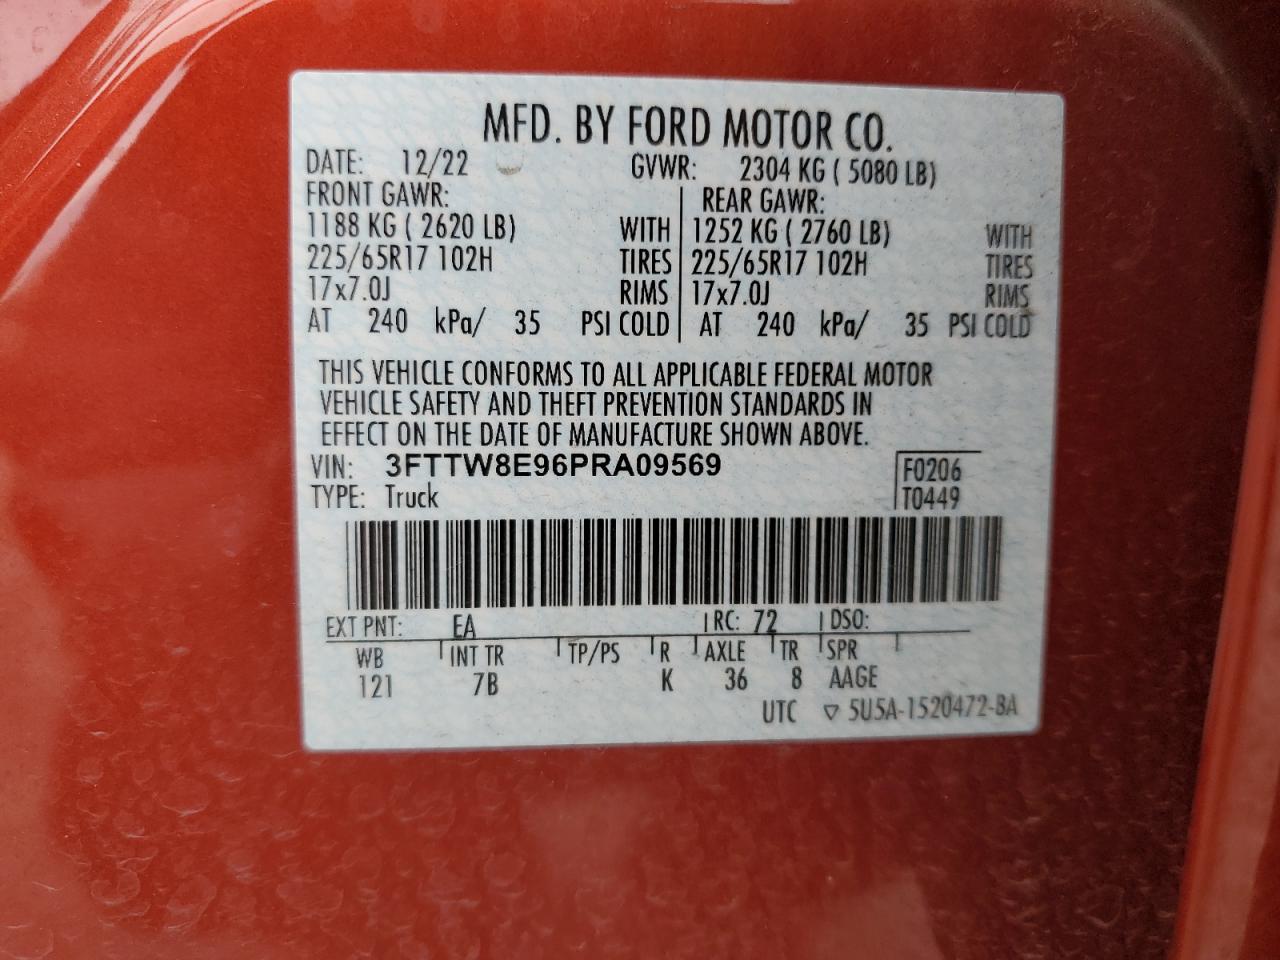 MFD. BY FORD MOTOR CO.
DATE: 12/22 GVWR: 2304 KG ( 5080 LB)
FRONT GAWR: REAR GAWR:
1188 KG ( 2620 LB) WITH 1252 KG ( 2760 LB) WITH
225/65R17 102H TIRES 225/65R17 102H TIRES
17x7.0J RIMS 17x7.0J RIMS
AT 240 kPa/ 35 PSI COLD AT 240 kPa/ 35 PSI COLD
THIS VEHICLE CONFORMS TO ALL APPLICABLE FEDERAL MOTOR
VEHICLE SAFETY AND THEFT PREVENTION STANDARDS IN
EFFECT ON THE DATE OF MANUFACTURE SHOWN ABOVE.
VIN: 3FTTW8E96PRA09569 F0206
TYPE: Truck T0449
EXT PNT: EA RC: 72 DSO:
WB INT TR TP/PS R AXLE TR SPR
121 7B K 36 8 AAGE
UTC ▽ 5U5A-1520472-BA